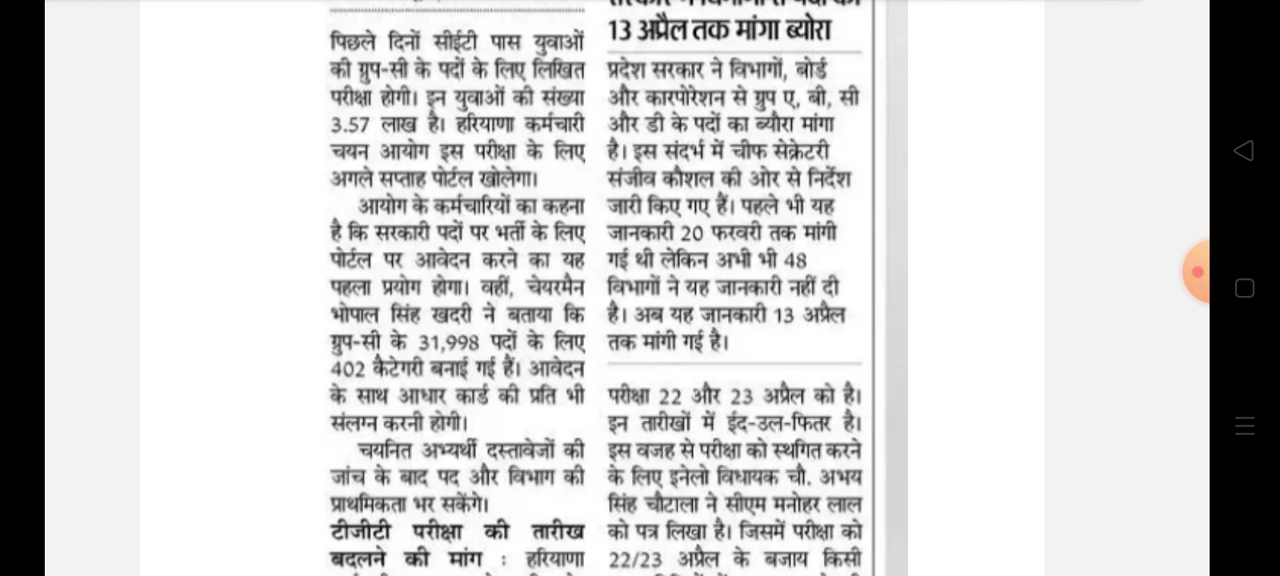 पिछले दिनों सीईटी पास युवाओं
की ग्रुप-सी के पदों के लिए लिखित
परीक्षा होगी। इन युवाओं की संख्या
3.57 लाख है। हरियाणा कर्मचारी
चयन आयोग इस परीक्षा के लिए
अगले सप्ताह पोर्टल खोलेगा।
आयोग के कर्मचारियों का कहना
है कि सरकारी पदों पर भर्ती के लिए
पोर्टल पर आवेदन करने का यह
पहला प्रयोग होगा। वहीं, चेयरमैन
भोपाल सिंह खदरी ने बताया कि
ग्रुप-सी के 31,998 पदों के लिए
402 कैटेगरी बनाई गई हैं। आवेदन
के साथ आधार कार्ड की प्रति भी
संलग्न करनी होगी।
चयनित अभ्यर्थी दस्तावेजों की
जांच के बाद पद और विभाग की
प्राथमिकता भर सकेंगे।
टीजीटी परीक्षा की तारीख
बदलने की मांग : हरियाणा
13 अप्रैल तक मांगा ब्योरा
प्रदेश सरकार ने विभागों, बोर्ड
और कारपोरेशन से ग्रुप ए, बी, सी
और डी के पदों का ब्यौरा मांगा
है। इस संदर्भ में चीफ सेक्रेटरी
संजीव कौशल की ओर से निर्देश
जारी किए गए हैं। पहले भी यह
जानकारी 20 फरवरी तक मांगी
गई थी लेकिन अभी भी 48
विभागों ने यह जानकारी नहीं दी
है। अब यह जानकारी 13 अप्रैल
तक मांगी गई है।
परीक्षा 22 और 23 अप्रैल को है।
इन तारीखों में ईद-उल-फितर है।
इस वजह से परीक्षा को स्थगित करने
के लिए इनेलो विधायक चौ. अभय
सिंह चौटाला ने सीएम मनोहर लाल
को पत्र लिखा है। जिसमें परीक्षा को
22/23 अप्रैल के बजाय किसी